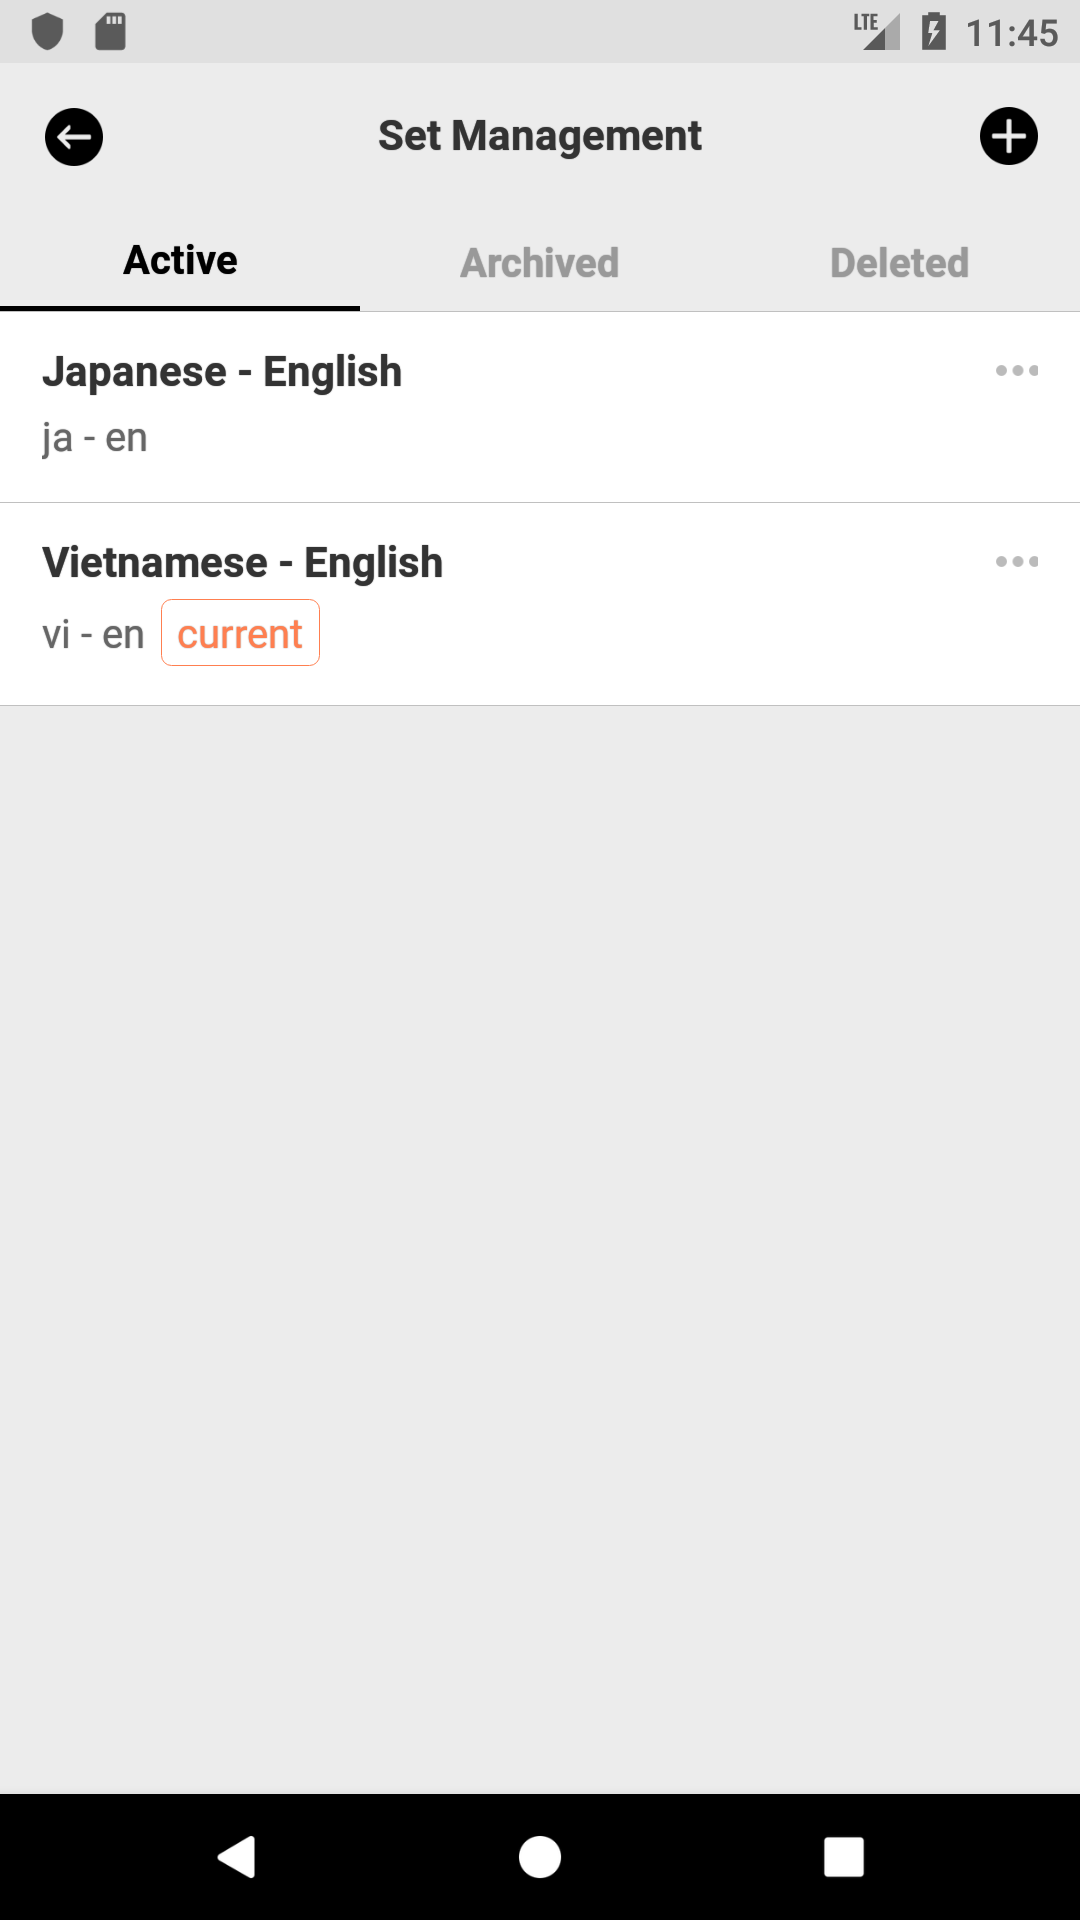 LTE 11:45
Set Management
Active Archived Deleted
Japanese - English
ja - en
Vietnamese - English
vi - en current